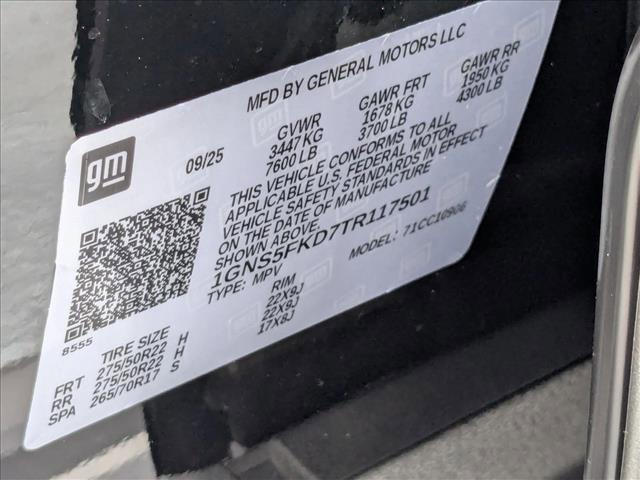 MFD BY GENERAL MOTORS LLC
gm
09/25
GVWR GAWR FRT GAWR RR
3447 KG 1678 KG 1950 KG
7600 LB 3700 LB 4300 LB
THIS VEHICLE CONFORMS TO ALL
APPLICABLE U.S. FEDERAL MOTOR
VEHICLE SAFETY STANDARDS IN EFFECT
ON THE DATE OF MANUFACTURE
SHOWN ABOVE.
1GNS5FKD7TR117501
TYPE: MPV MODEL: 71CC10906
8555
TIRE SIZE RIM
FRT 275/50R22 H 22X9J
RR 275/50R22 H 22X9J
SPA 265/70R17 S 17X8J